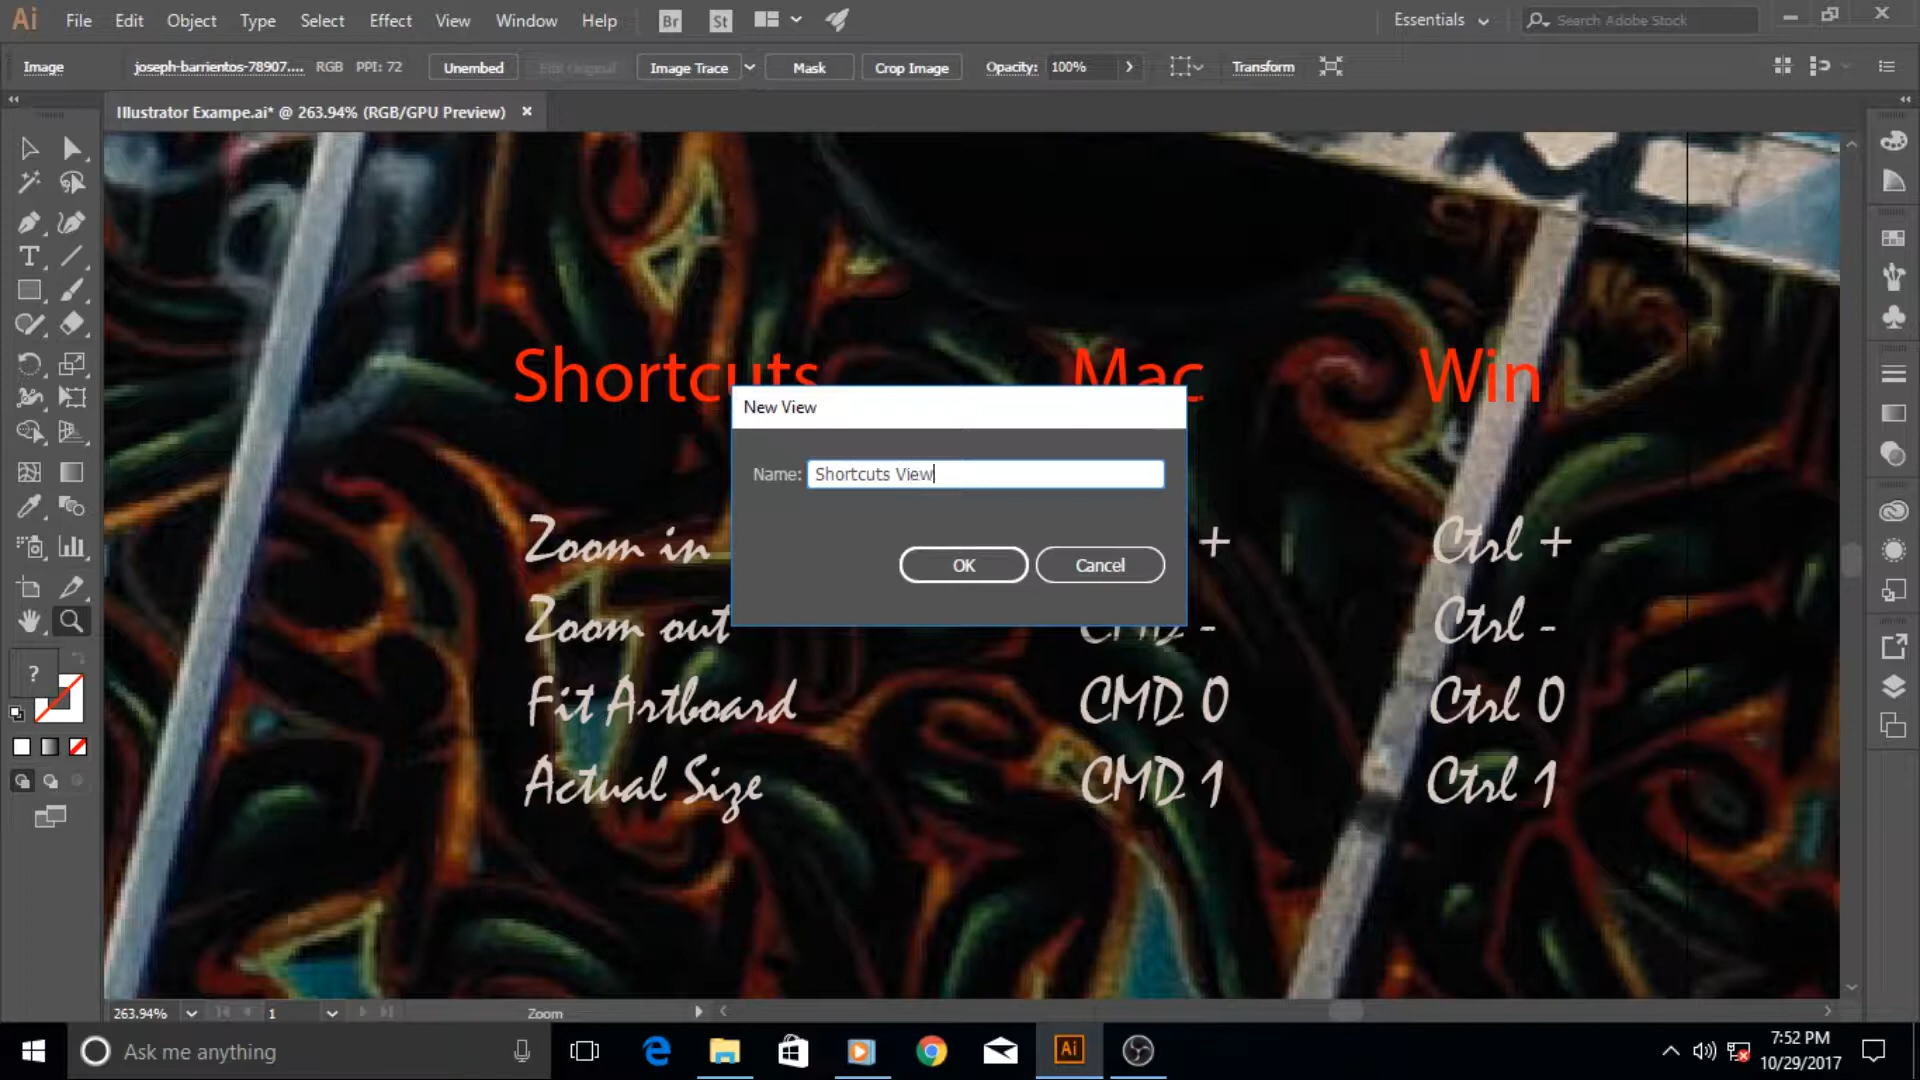 Ai File Edit Object Type Select Effect View Window Help Br St Essentials Search Adobe Stock
Image joseph-barrientos-78907.... RGB PPI: 72 Unembed Edit Original Image Trace Mask Crop Image Opacity: 100% Transform
Illustrator Exampe.ai* @ 263.94% (RGB/GPU Preview)
Shortcuts Mac Win
New View
Name: Shortcuts View
OK Cancel
Zoom in + Ctrl +
Zoom out CMD - Ctrl -
Fit Artboard CMD 0 Ctrl 0
Actual Size CMD 1 Ctrl 1
T
?
263.94% 1 Zoom
Ask me anything Ai 7:52 PM
10/29/2017